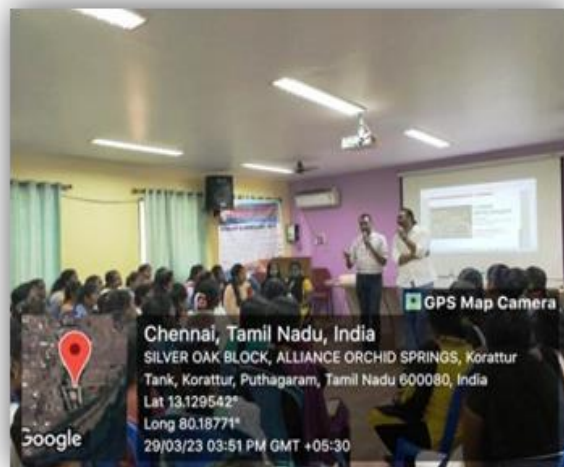 GPS Map Camera
Chennai, Tamil Nadu, India
SILVER OAK BLOCK, ALLIANCE ORCHID SPRINGS, Korattur
Tank, Korattur, Puthagaram, Tamil Nadu 600080, India
Lat 13.129542°
Long 80.18771°
29/03/23 03:51 PM GMT +05:30
Google